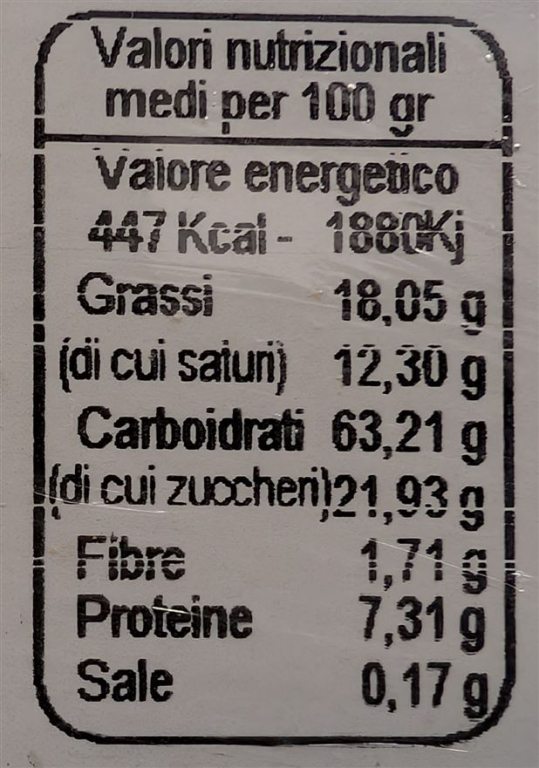 Valori nutrizionali
medi per 100 gr
Valore energetico
447 Kcal - 1880Kj
Grassi 18,05 g
(di cui saturi) 12,30 g
Carboidrati 63,21 g
(di cui zuccheri)21,93 g
Fibre 1,71 g
Proteine 7,31 g
Sale 0,17 g